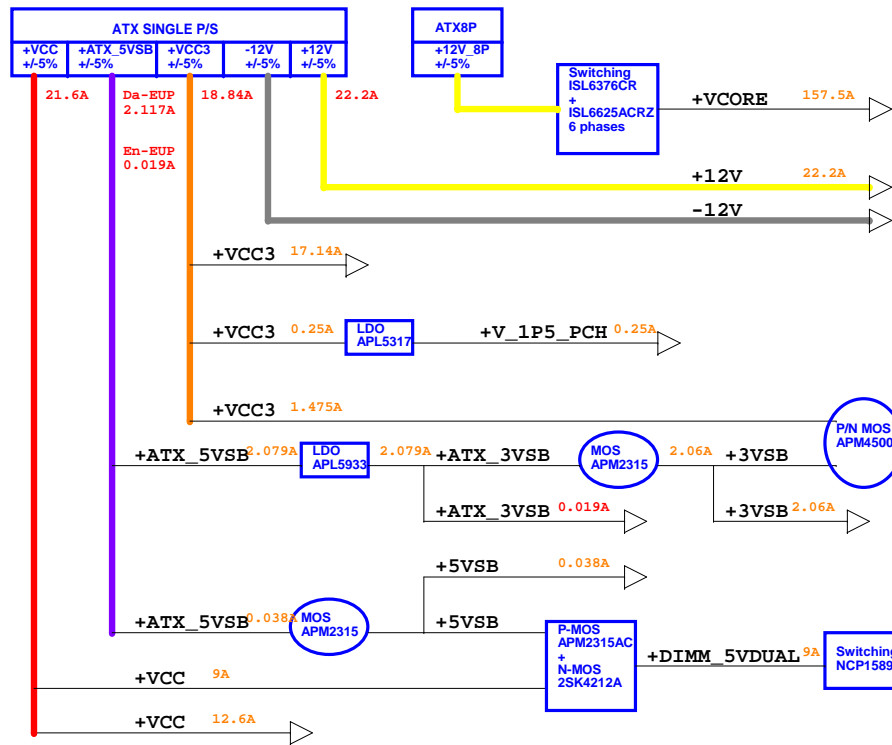 ATX SINGLE P/S
ATX8P
+VCC +ATX_5VSB +VCC3 -12V +12V
+/-5% +/-5% +/-5% +/-5% +/-5%
+12V_8P
+/-5%
21.6A
Da-EUP
2.117A
18.84A
22.2A
En-EUP
0.019A
Switching
ISL6376CR
+
ISL6625ACRZ
6 phases
+VCORE 157.5A
+12V 22.2A
-12V
+VCC3 17.14A
+VCC3 0.25A
LDO
APL5317
+V_1P5_PCH 0.25A
+VCC3 1.475A
P/N MOS
APM4500
+ATX_5VSB 2.079A
LDO
APL5933
2.079A +ATX_3VSB
MOS
APM2315
2.06A +3VSB
+ATX_3VSB 0.019A
+3VSB 2.06A
+5VSB 0.038A
+ATX_5VSB 0.038A
MOS
APM2315
+5VSB
P-MOS
APM2315AC
+
N-MOS
2SK4212A
+DIMM_5VDUAL 9A
Switching
NCP1589
+VCC 9A
+VCC 12.6A